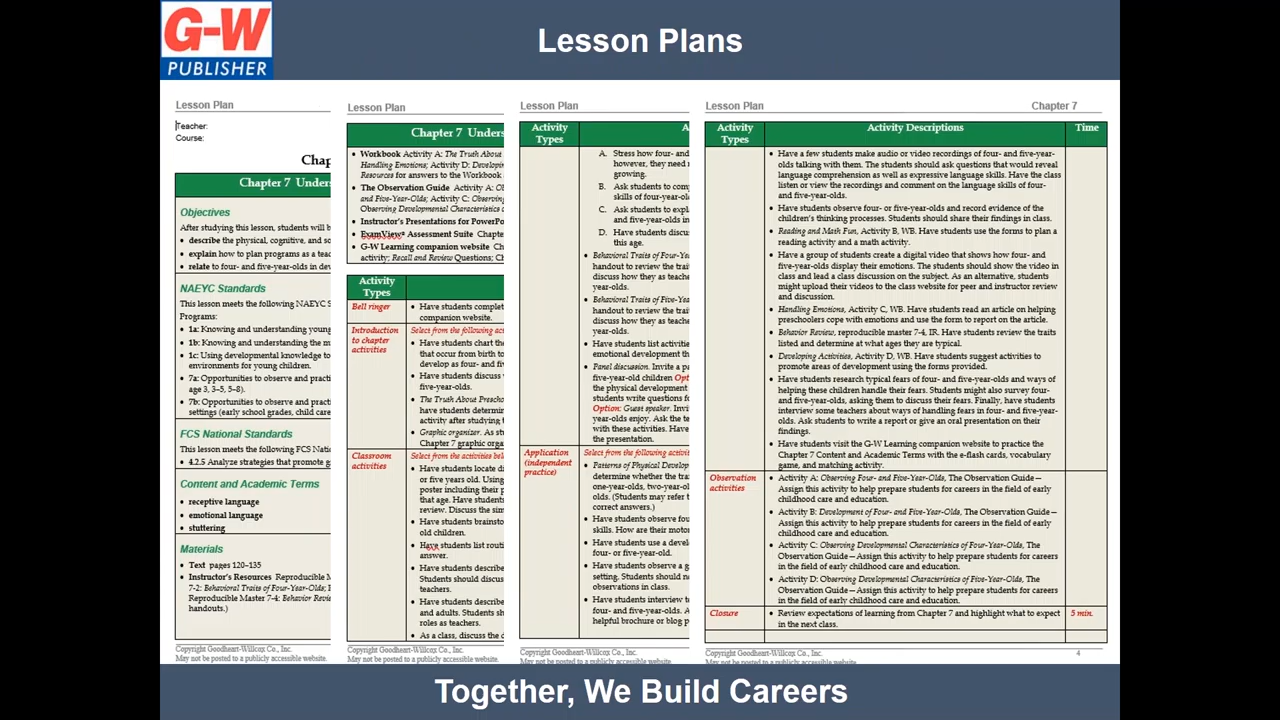 G-W
PUBLISHER
Lesson Plans
Lesson Plan
Teacher:
Course:
Chap
Chapter 7 Unders
Objectives
After studying this lesson, students will b
• describe the physical, cognitive, and so
• explain how to plan programs as a teac
• relate to four- and five-year-olds in dev
NAEYC Standards
This lesson meets the following NAEYC S
Programs:
• 1a: Knowing and understanding young
• 1b: Knowing and understanding the m
• 1c: Using developmental knowledge to
environments for young children.
• 7a: Opportunities to observe and practi
age 3, 3–5, 5–8).
• 7b: Opportunities to observe and practi
settings (early school grades, child care
FCS National Standards
This lesson meets the following FCS Nati
• 4.2.5 Analyze strategies that promote g
Content and Academic Terms
• receptive language
• emotional language
• stuttering
Materials
• Text pages 120–135
• Instructor's Resources Reproducible M
7-2: Behavioral Traits of Four-Year-Olds; I
Reproducible Master 7-4: Behavior Revie
handouts.)
Copyright Goodheart-Willcox Co., Inc.
May not be posted to a publicly accessible website.
Lesson Plan
Chapter 7 Unders
• Workbook Activity A: The Truth About
Handling Emotions; Activity D: Developin
Resources for answers to the Workbook
• The Observation Guide Activity A: Ob
and Five-Year-Olds; Activity C: Observing
Observing Developmental Characteristics o
• Instructor's Presentations for PowerPo
• ExamView® Assessment Suite Chapte
• G-W Learning companion website Ch
activity; Recall and Review Questions; Ch
Activity
Types
Bell ringer
• Have students complet
companion website.
Introduction
to chapter
activities
Select from the following act
• Have students chart the
that occur from birth to
develop as four- and fi
• Have students discuss
five-year-olds.
• The Truth About Prescho
have students determin
activity after studying t
• Graphic organizer. As st
Chapter 7 graphic orga
Classroom
activities
Select from the activities bel
• Have students locate di
or five years old. Using
poster including their p
that age. Have students
review. Discuss the sim
• Have students brainsto
old children.
• Have students list routi
answer.
• Have students describe
Students should discus
teachers.
• Have students describe
and adults. Students sh
roles as teachers.
• As a class, discuss the d
Copyright Goodheart-Willcox Co., Inc.
May not be posted to a publicly accessible website.
Lesson Plan
Activity
Types
A
A. Stress how four- and
however, they need
growing.
B. Ask students to com
skills of four-year-ol
C. Ask students to expl
and five-year-olds in
D. Have students discu
this age.
• Behavioral Traits of Four-Ye
handout to review the trai
discuss how they as teache
year-olds.
• Behavioral Traits of Five-Ye
handout to review the trai
discuss how they as teache
year-olds.
• Have students list activitie
emotional development th
• Panel discussion. Invite a pa
five-year-old children Opt
the physical development
students write questions fo
Option: Guest speaker. Invi
year-olds enjoy. Ask the te
with these activities. Have
the presentation.
Application
(independent
practice)
Select from the following activit
• Patterns of Physical Develop
determine whether the tra
one-year-olds, two-year-ol
olds. (Students may refer t
correct answers.)
• Have students observe fou
skills. How are their motor
• Have students use a devel
four- or five-year-old.
• Have students observe a g
setting. Students should no
observations in class.
• Have students interview te
four- and five-year-olds. A
helpful brochure or blog p
Copyright Goodheart-Willcox Co., Inc.
May not be posted to a publicly accessible website.
Lesson Plan Chapter 7
Activity
Types
Activity Descriptions
Time
• Have a few students make audio or video recordings of four- and five-year-
olds talking with them. The students should ask questions that would reveal
language comprehension as well as expressive language skills. Have the class
listen or view the recordings and comment on the language skills of four-
and five-year-olds.
• Have students observe four- or five-year-olds and record evidence of the
children's thinking processes. Students should share their findings in class.
• Reading and Math Fun, Activity B, WB. Have students use the forms to plan a
reading activity and a math activity.
• Have a group of students create a digital video that shows how four- and
five-year-olds display their emotions. The students should show the video in
class and lead a class discussion on the subject. As an alternative, students
might upload their videos to the class website for peer and instructor review
and discussion.
• Handling Emotions, Activity C, WB. Have students read an article on helping
preschoolers cope with emotions and use the form to report on the article.
• Behavior Review, reproducible master 7-4, IR. Have students review the traits
listed and determine at what ages they are typical.
• Developing Activities, Activity D, WB. Have students suggest activities to
promote areas of development using the forms provided.
• Have students research typical fears of four- and five-year-olds and ways of
helping these children handle their fears. Students might also survey four-
and five-year-olds, asking them to discuss their fears. Finally, have students
interview some teachers about ways of handling fears in four- and five-year-
olds. Ask students to write a report or give an oral presentation on their
findings.
• Have students visit the G-W Learning companion website to practice the
Chapter 7 Content and Academic Terms with the e-flash cards, vocabulary
game, and matching activity.
Observation
activities
• Activity A: Observing Four- and Five-Year-Olds, The Observation Guide—
Assign this activity to help prepare students for careers in the field of early
childhood care and education.
• Activity B: Development of Four- and Five-Year-Olds, The Observation Guide—
Assign this activity to help prepare students for careers in the field of early
childhood care and education.
• Activity C: Observing Developmental Characteristics of Four-Year-Olds, The
Observation Guide—Assign this activity to help prepare students for careers
in the field of early childhood care and education.
• Activity D: Observing Developmental Characteristics of Five-Year-Olds, The
Observation Guide—Assign this activity to help prepare students for careers
in the field of early childhood care and education.
Closure
• Review expectations of learning from Chapter 7 and highlight what to expect
in the next class.
5 min.
Copyright Goodheart-Willcox Co., Inc.
May not be posted to a publicly accessible website.
4
Together, We Build Careers